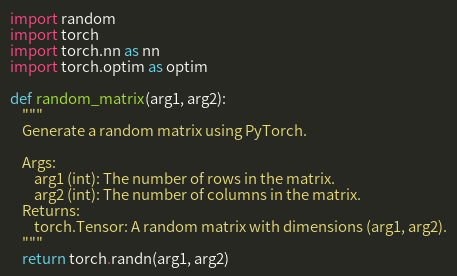 import random
import torch
import torch.nn as nn
import torch.optim as optim

def random_matrix(arg1, arg2):
    """
    Generate a random matrix using PyTorch.

    Args:
        arg1 (int): The number of rows in the matrix.
        arg2 (int): The number of columns in the matrix.
    Returns:
        torch.Tensor: A random matrix with dimensions (arg1, arg2).
    """
    return torch.randn(arg1, arg2)